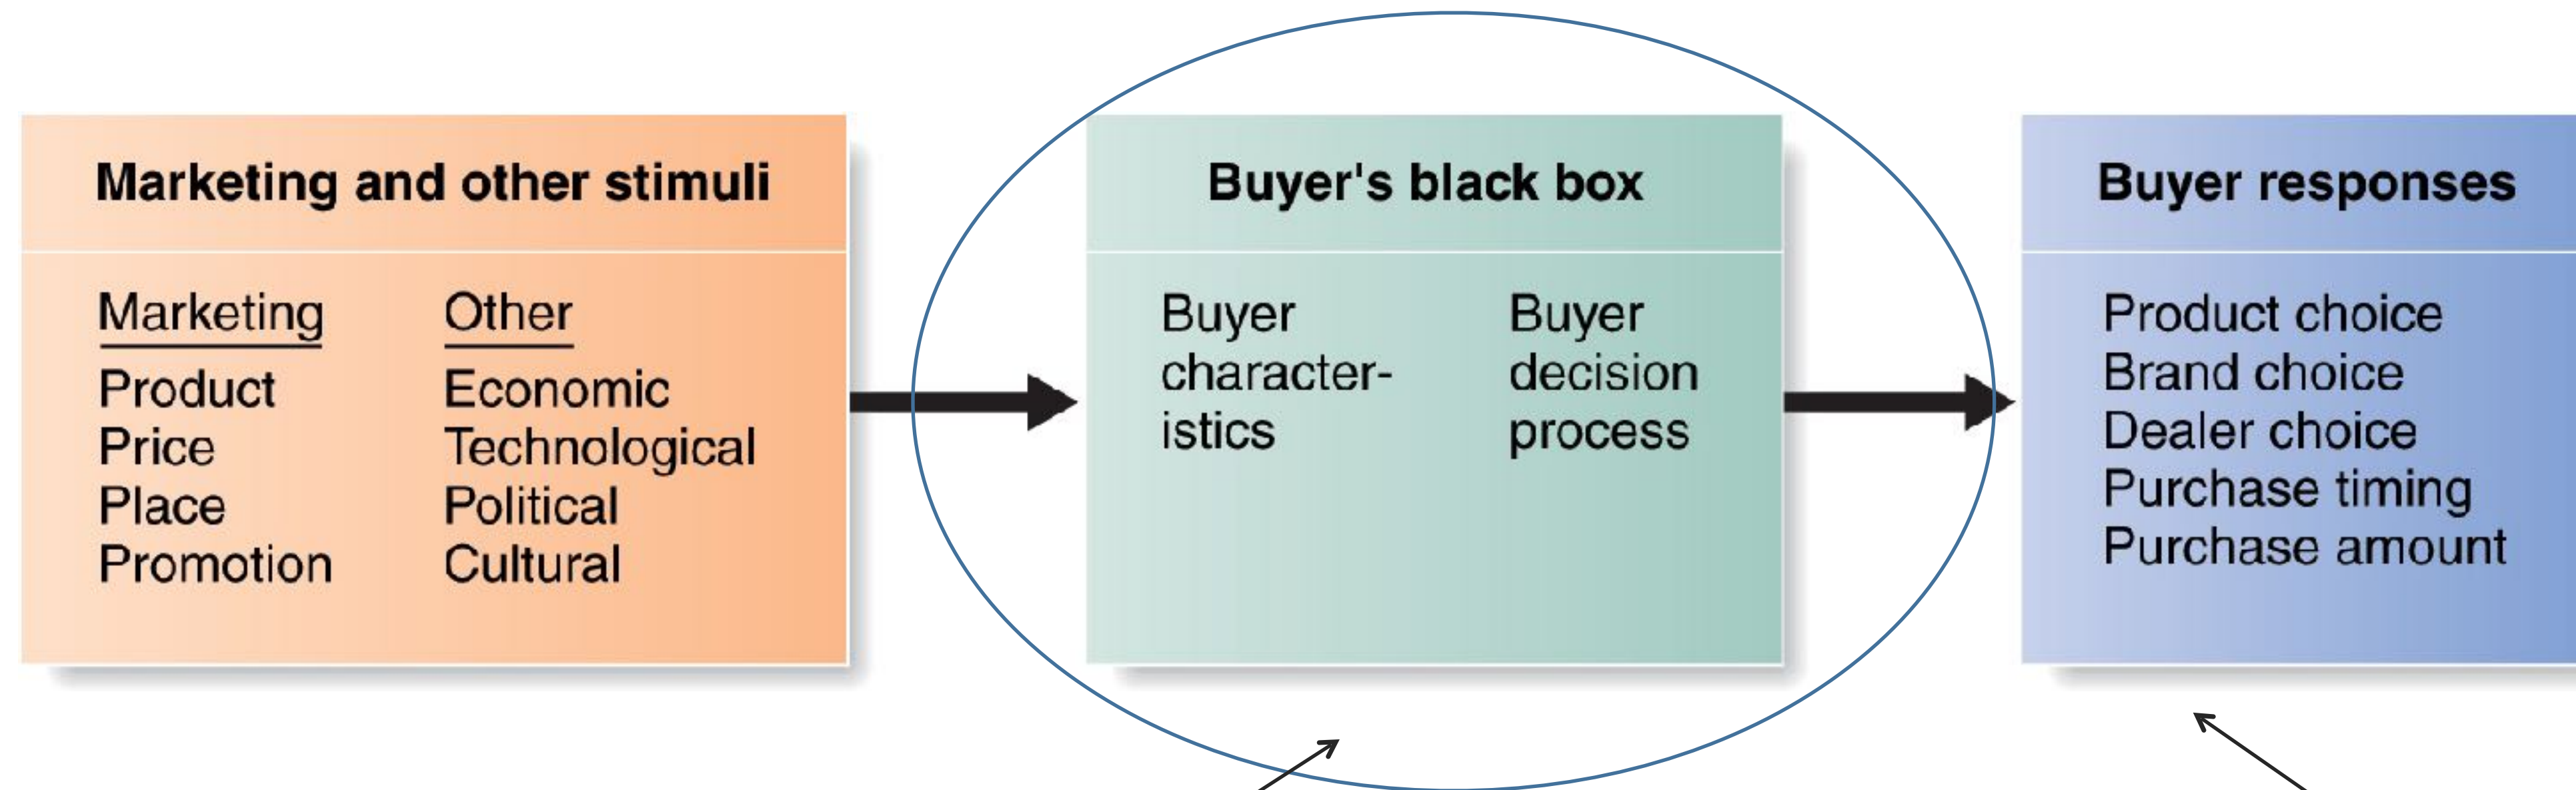 Marketing and other stimuli
Marketing
Product
Price
Place
Promotion
Other
Economic
Technological
Political
Cultural
Buyer's black box
Buyer
character-
istics
Buyer
decision
process
Buyer responses
Product choice
Brand choice
Dealer choice
Purchase timing
Purchase amount